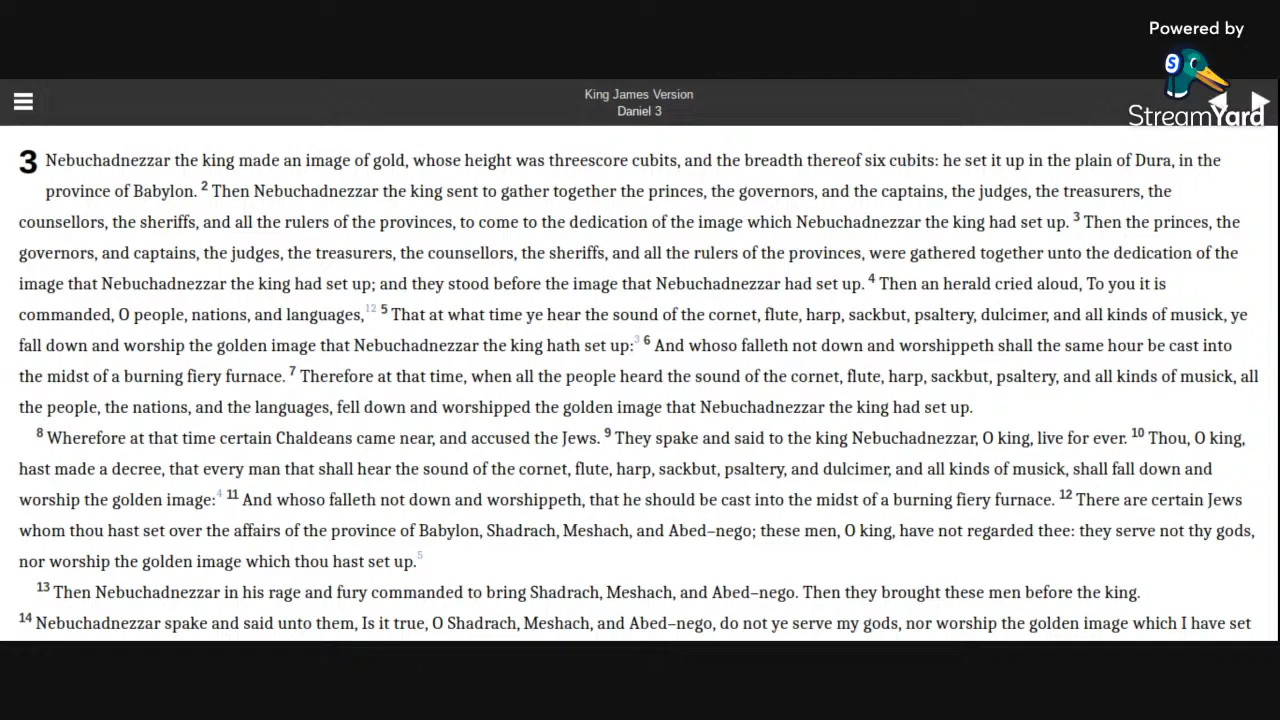 Powered by
StreamYard
King James Version
Daniel 3
3 Nebuchadnezzar the king made an image of gold, whose height was threescore cubits, and the breadth thereof six cubits: he set it up in the plain of Dura, in the
province of Babylon. 2 Then Nebuchadnezzar the king sent to gather together the princes, the governors, and the captains, the judges, the treasurers, the
counsellors, the sheriffs, and all the rulers of the provinces, to come to the dedication of the image which Nebuchadnezzar the king had set up. 3 Then the princes, the
governors, and captains, the judges, the treasurers, the counsellors, the sheriffs, and all the rulers of the provinces, were gathered together unto the dedication of the
image that Nebuchadnezzar the king had set up; and they stood before the image that Nebuchadnezzar had set up. 4 Then an herald cried aloud, To you it is
commanded, O people, nations, and languages,12 5 That at what time ye hear the sound of the cornet, flute, harp, sackbut, psaltery, dulcimer, and all kinds of musick, ye
fall down and worship the golden image that Nebuchadnezzar the king hath set up:3 6 And whoso falleth not down and worshippeth shall the same hour be cast into
the midst of a burning fiery furnace. 7 Therefore at that time, when all the people heard the sound of the cornet, flute, harp, sackbut, psaltery, and all kinds of musick, all
the people, the nations, and the languages, fell down and worshipped the golden image that Nebuchadnezzar the king had set up.
8 Wherefore at that time certain Chaldeans came near, and accused the Jews. 9 They spake and said to the king Nebuchadnezzar, O king, live for ever. 10 Thou, O king,
hast made a decree, that every man that shall hear the sound of the cornet, flute, harp, sackbut, psaltery, and dulcimer, and all kinds of musick, shall fall down and
worship the golden image:4 11 And whoso falleth not down and worshippeth, that he should be cast into the midst of a burning fiery furnace. 12 There are certain Jews
whom thou hast set over the affairs of the province of Babylon, Shadrach, Meshach, and Abed–nego; these men, O king, have not regarded thee: they serve not thy gods,
nor worship the golden image which thou hast set up.5
13 Then Nebuchadnezzar in his rage and fury commanded to bring Shadrach, Meshach, and Abed–nego. Then they brought these men before the king.
14 Nebuchadnezzar spake and said unto them, Is it true, O Shadrach, Meshach, and Abed–nego, do not ye serve my gods, nor worship the golden image which I have set